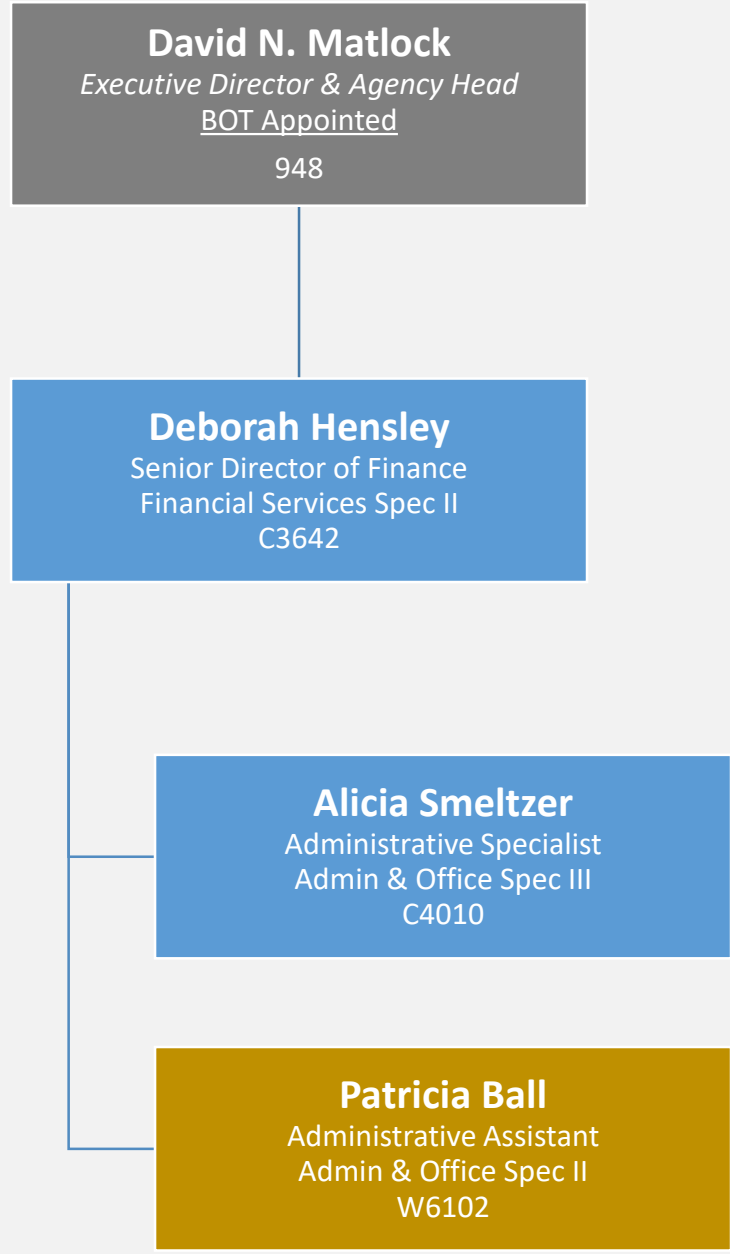 David N. Matlock
Executive Director & Agency Head
BOT Appointed
948
Deborah Hensley
Senior Director of Finance
Financial Services Spec II
C3642
Alicia Smeltzer
Administrative Specialist
Admin & Office Spec III
C4010
Patricia Ball
Administrative Assistant
Admin & Office Spec II
W6102